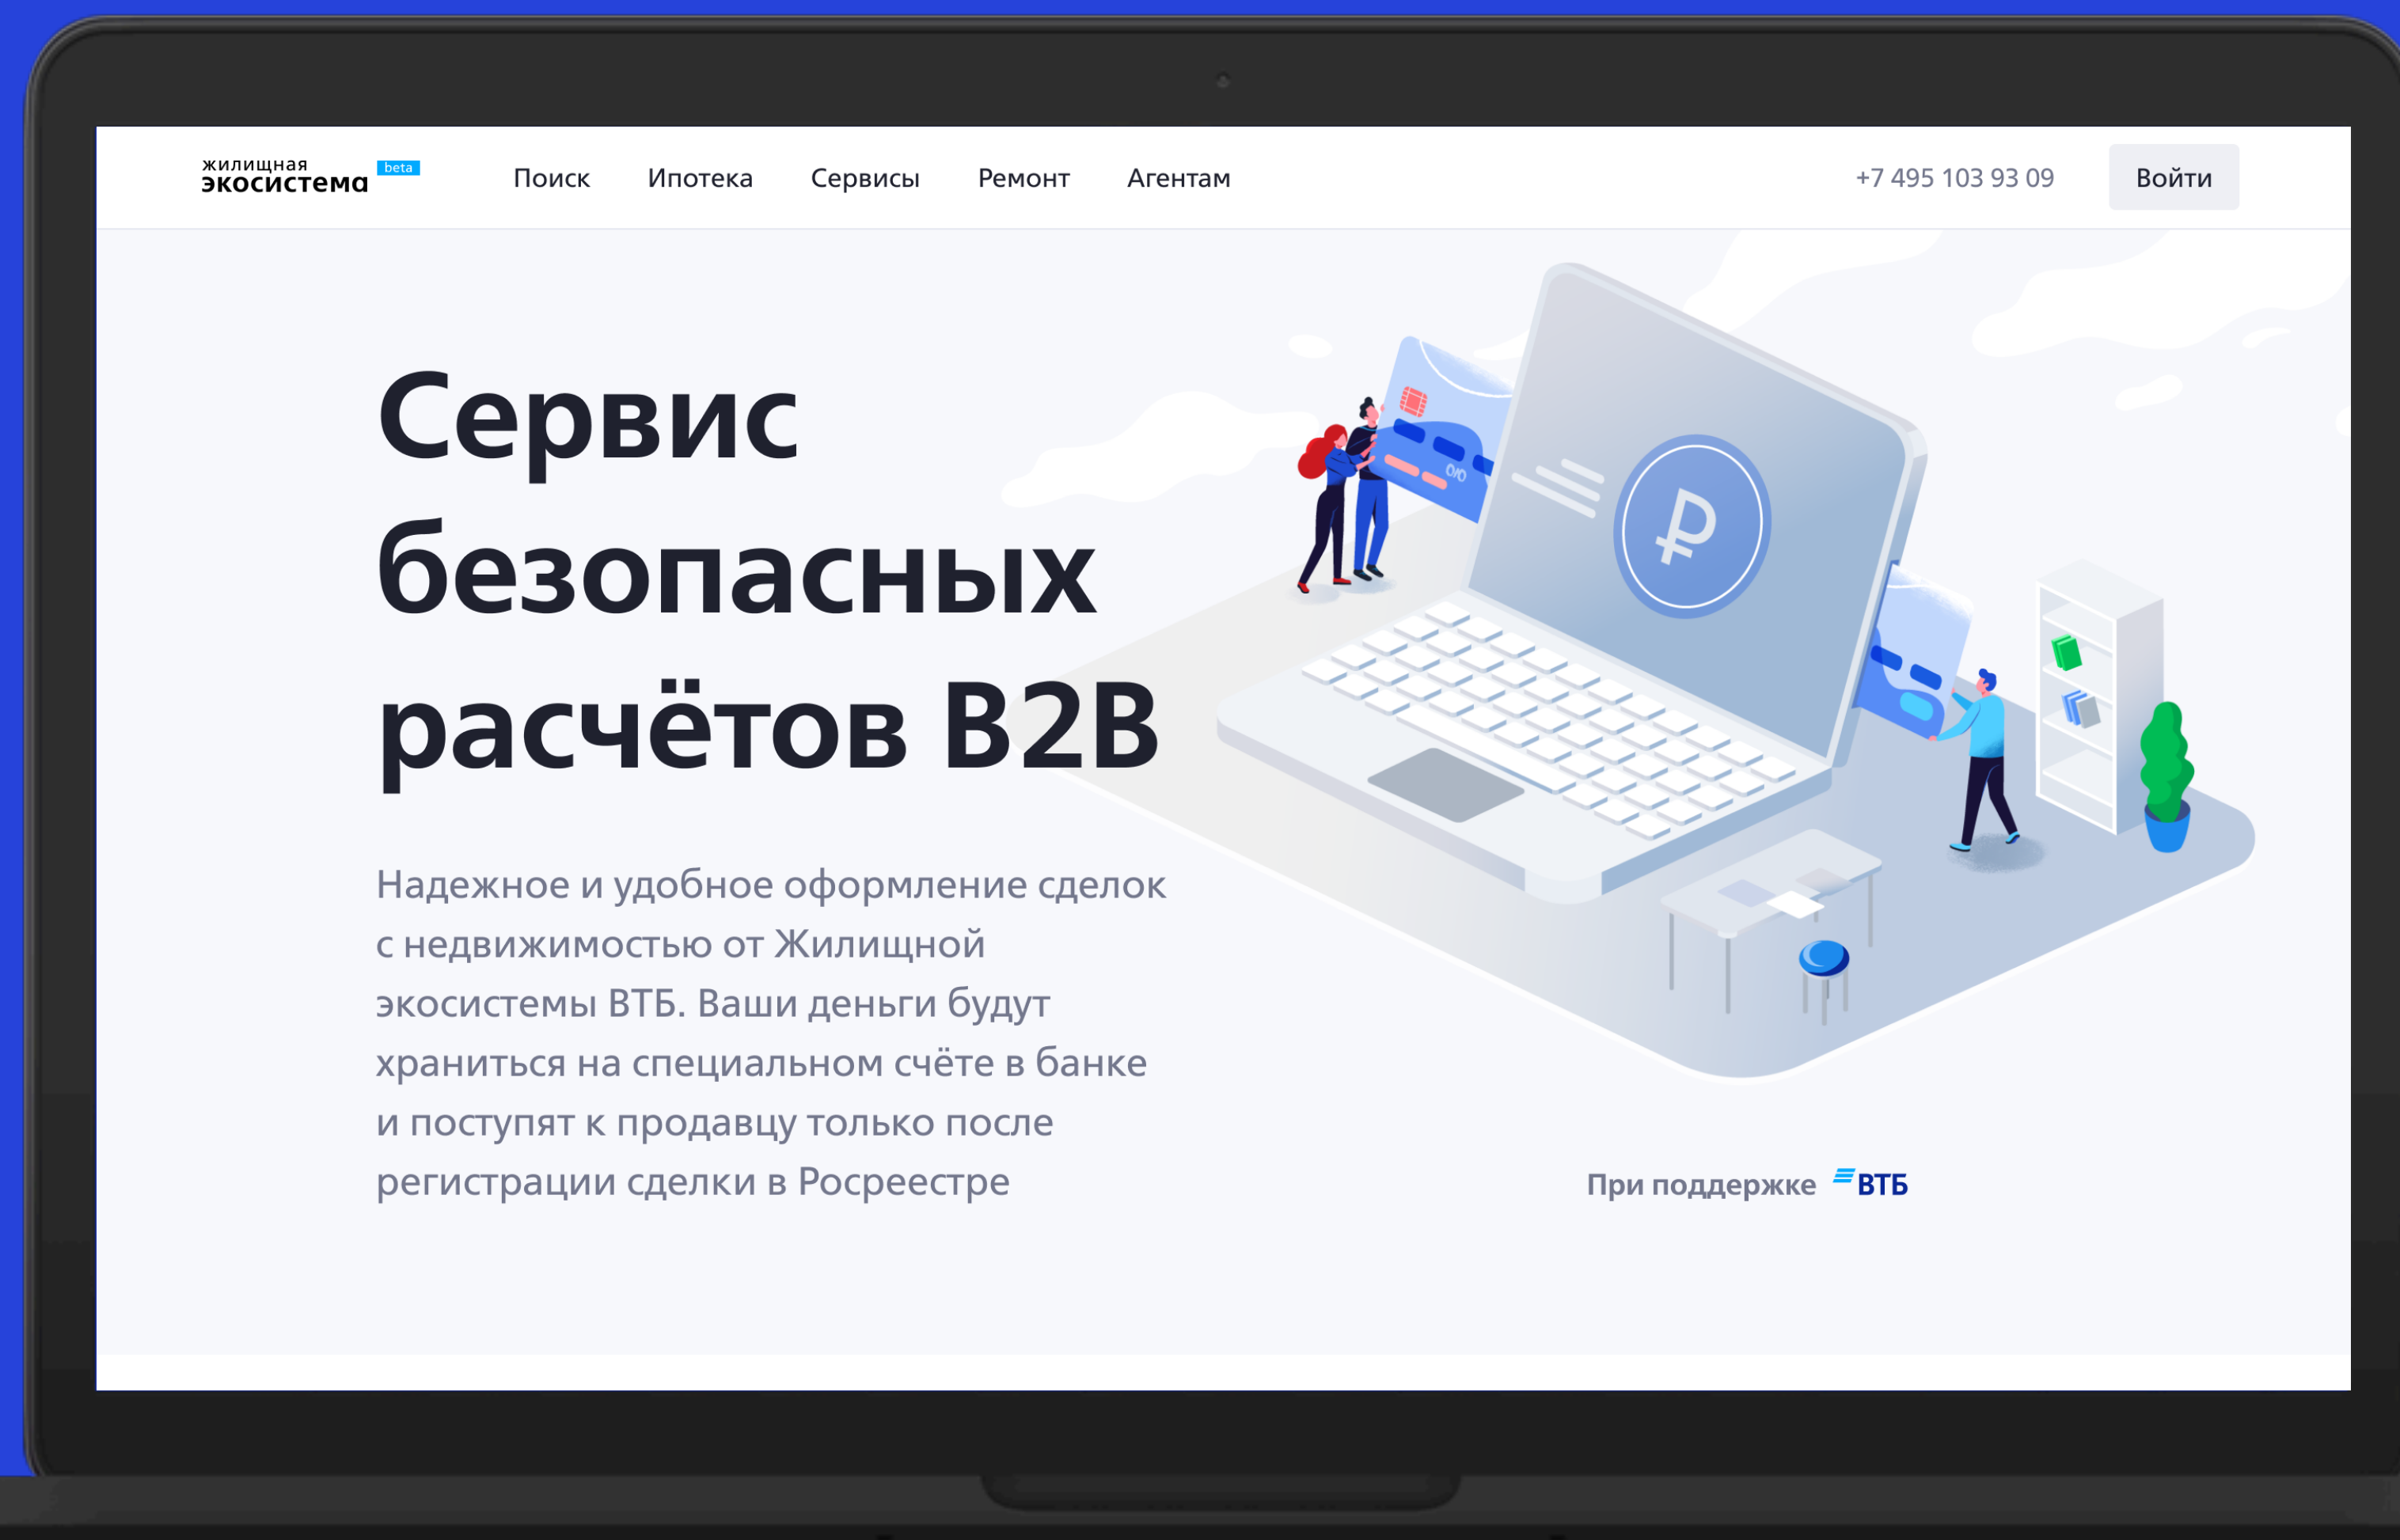 жилищная
экосистема beta
Поиск Ипотека Сервисы Ремонт Агентам +7 495 103 93 09 Войти
Сервис
безопасных
расчётов B2B
Надежное и удобное оформление сделок
с недвижимостью от Жилищной
экосистемы ВТБ. Ваши деньги будут
храниться на специальном счёте в банке
и поступят к продавцу только после
регистрации сделки в Росреестре
0/0
₽
При поддержке ВТБ